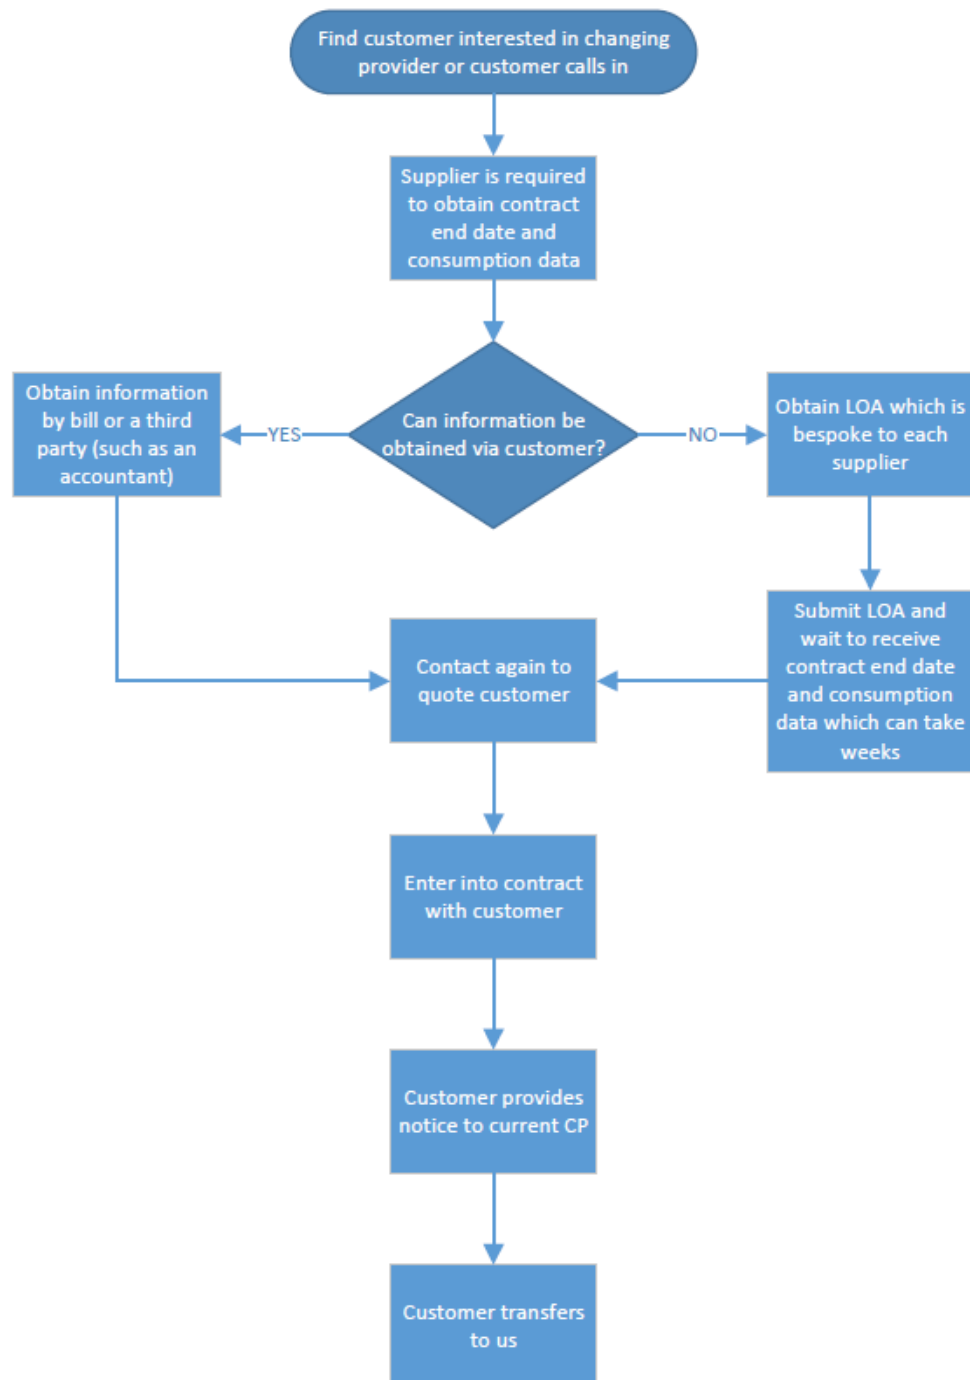 Find customer interested in changing
provider or customer calls in
Supplier is required
to obtain contract
end date and
consumption data
Can information be
obtained via customer?
YES
NO
Obtain information
by bill or a third
party (such as an
accountant)
Obtain LOA which is
bespoke to each
supplier
Submit LOA and
wait to receive
contract end date
and consumption
data which can take
weeks
Contact again to
quote customer
Enter into contract
with customer
Customer provides
notice to current CP
Customer transfers
to us